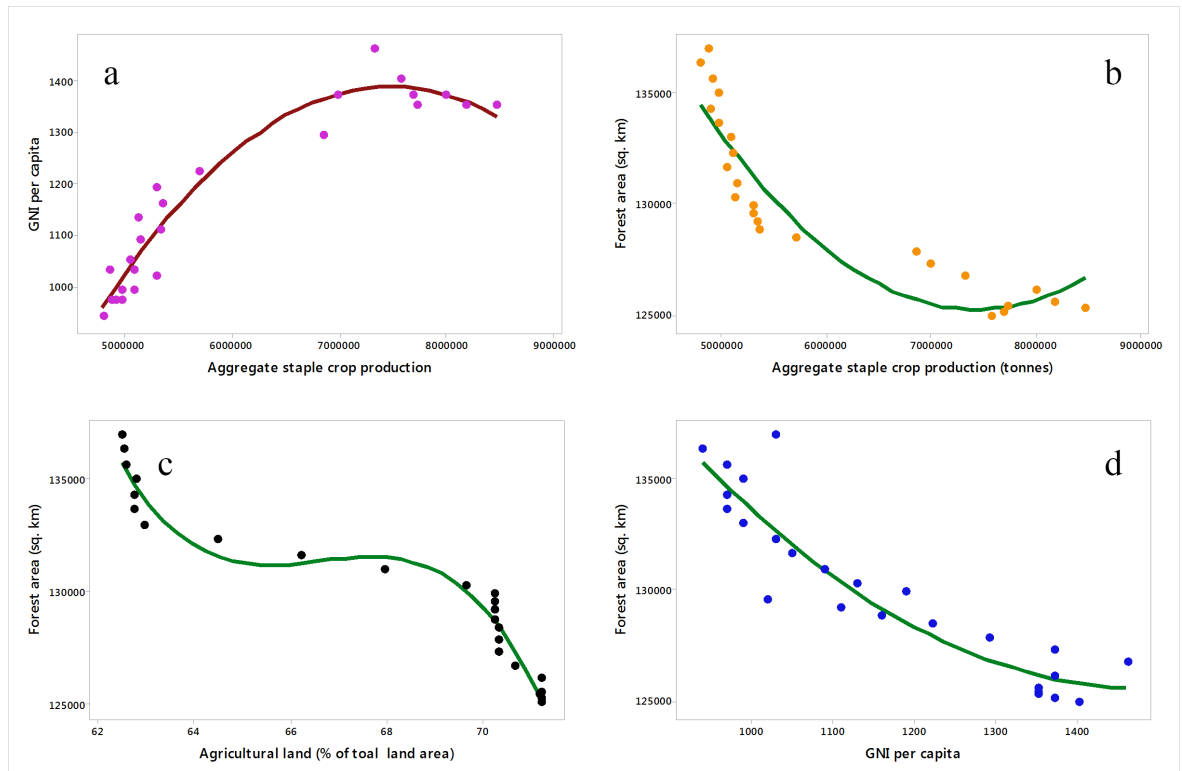 a
GNI per capita
1400
1300
1200
1100
1000
5000000 6000000 7000000 8000000 9000000
Aggregate staple crop production
b
Forest area (sq. km)
135000
130000
125000
5000000 6000000 7000000 8000000 9000000
Aggregate staple crop production (tonnes)
c
Forest area (sq. km)
135000
130000
125000
62 64 66 68 70
Agricultural land (% of toal land area)
d
Forest area (sq. km)
135000
130000
125000
1000 1100 1200 1300 1400
GNI per capita